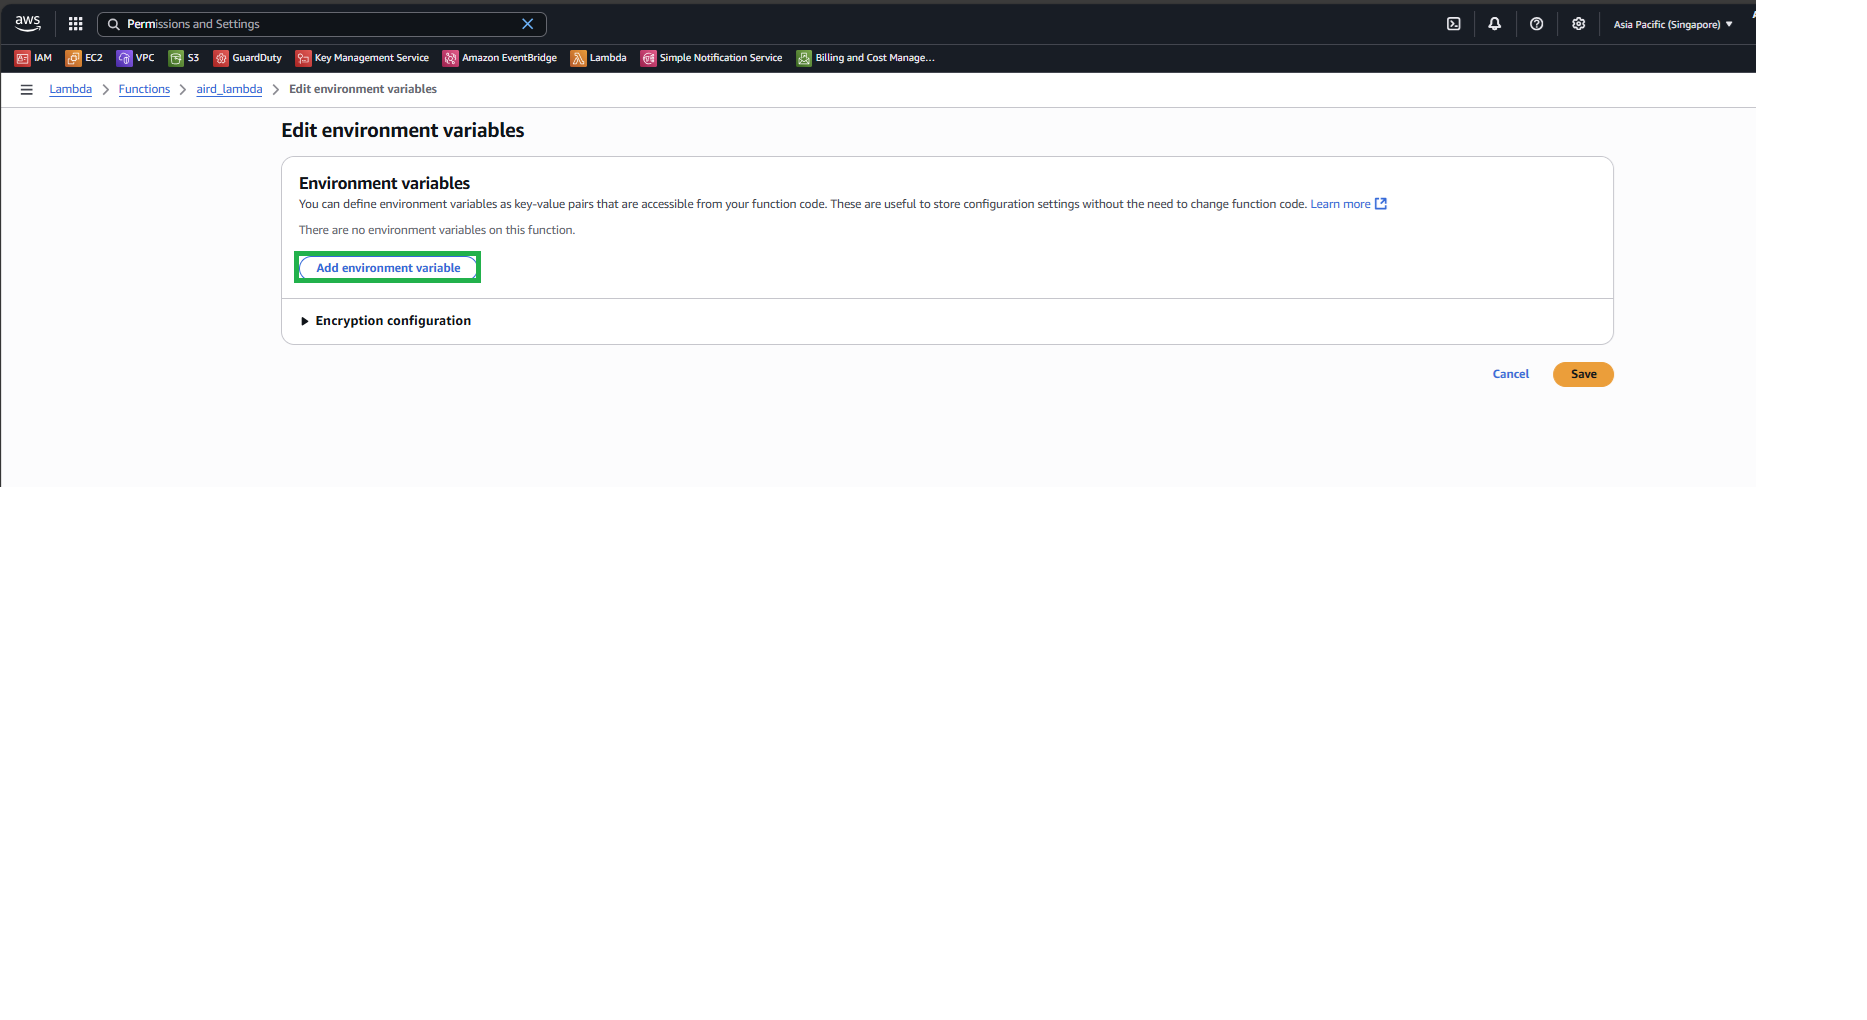 aws
Permissions and Settings
Asia Pacific (Singapore)
IAM EC2 VPC S3 GuardDuty Key Management Service Amazon EventBridge Lambda Simple Notification Service Billing and Cost Manage...
Lambda > Functions > aird_lambda > Edit environment variables
Edit environment variables
Environment variables
You can define environment variables as key-value pairs that are accessible from your function code. These are useful to store configuration settings without the need to change function code. Learn more
There are no environment variables on this function.
Add environment variable
Encryption configuration
Cancel
Save